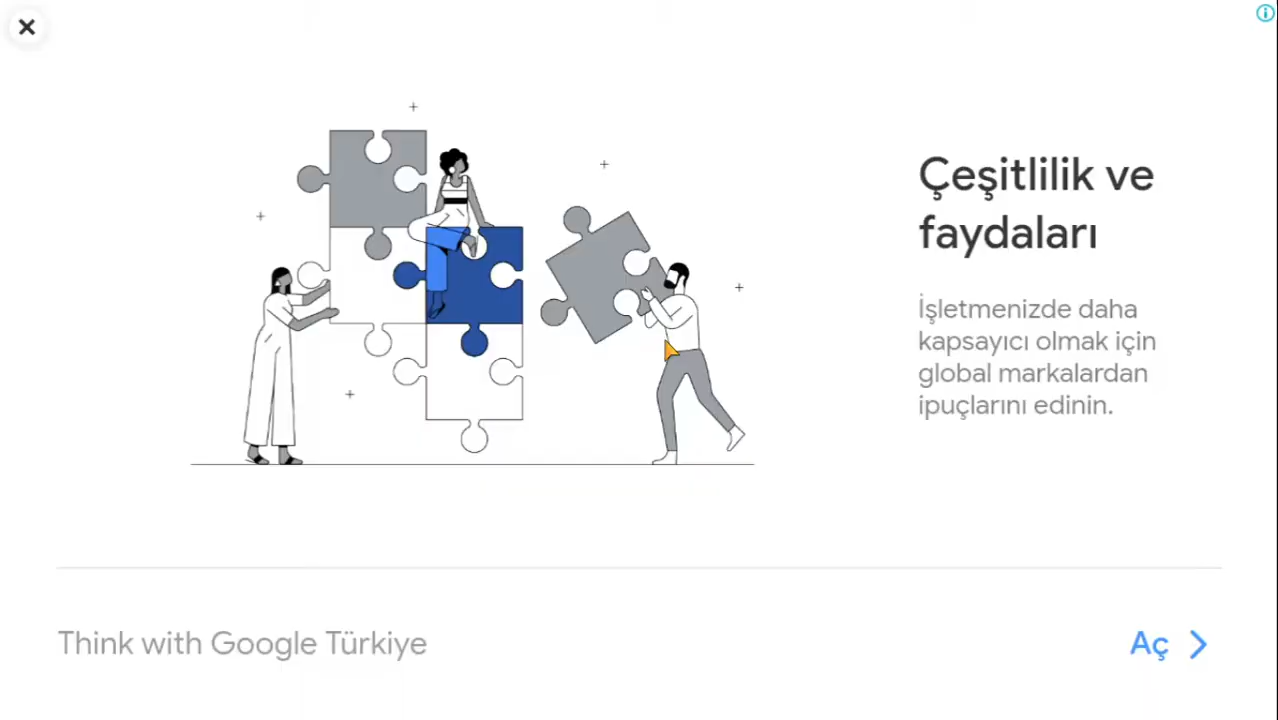 Çeşitlilik ve
faydaları
İşletmenizde daha
kapsayıcı olmak için
global markalardan
ipuçlarını edinin.
Think with Google Türkiye
Aç